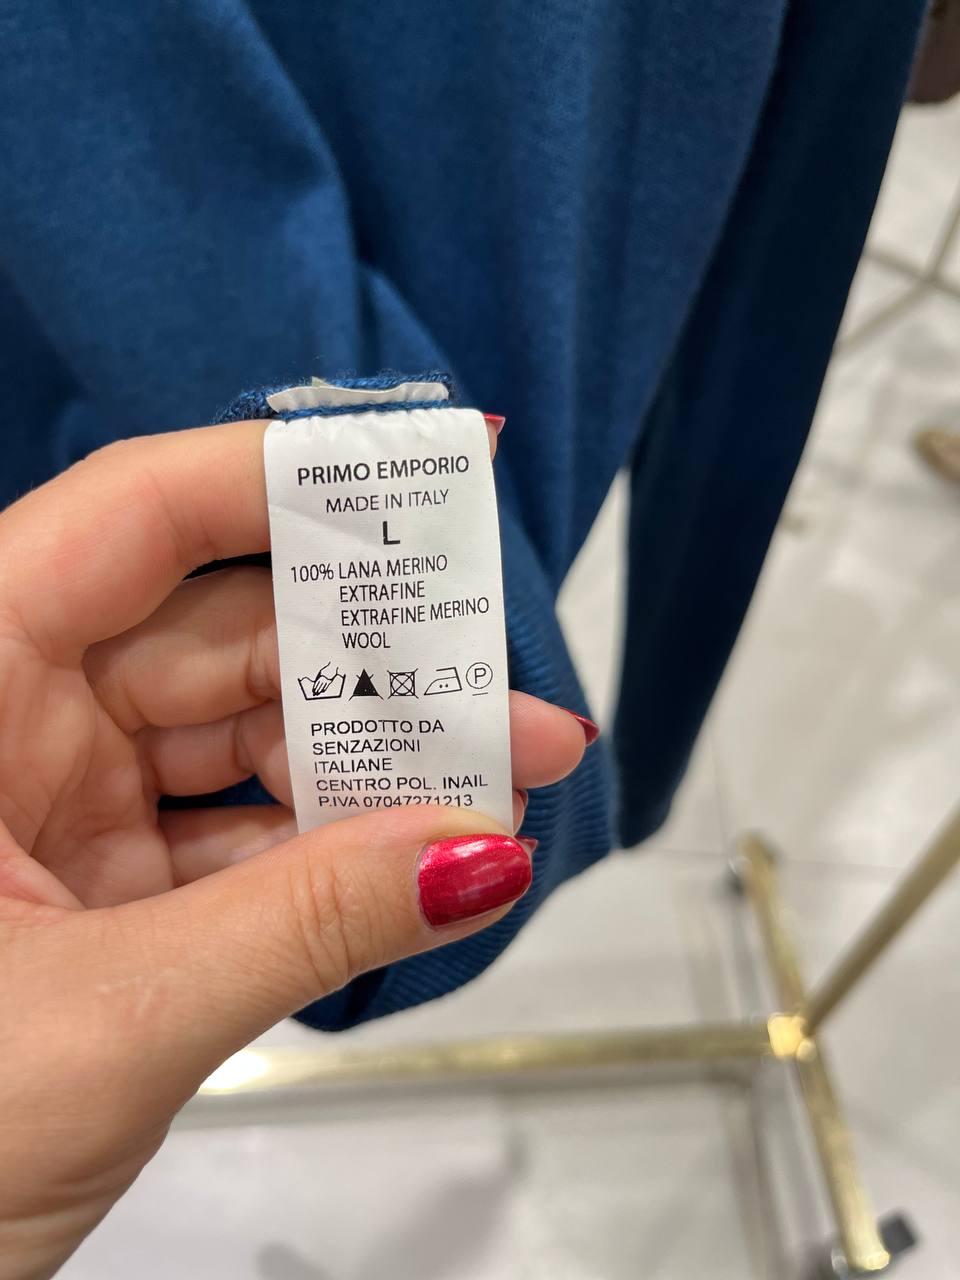 PRIMO EMPORIO
MADE IN ITALY
L
100% LANA MERINO
EXTRAFINE
EXTRAFINE MERINO
WOOL
P
PRODOTTO DA
SENZAZIONI
ITALIANE
CENTRO POL. INAIL
P.IVA 07047271213